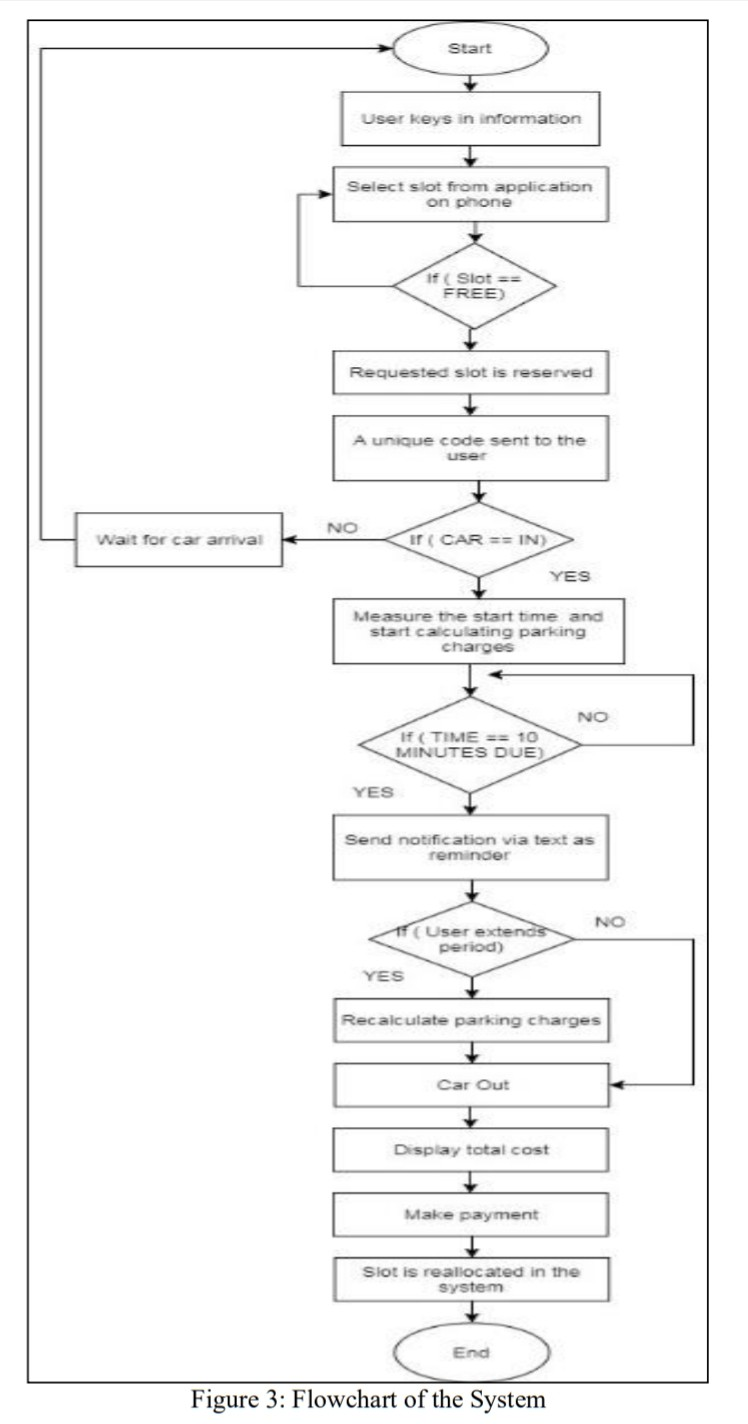 Start
User keys in information
Select slot from application
on phone
If ( Slot ==
FREE)
Requested slot is reserved
A unique code sent to the
user
If ( CAR == IN)
NO
Wait for car arrival
YES
Measure the start time and
start calculating parking
charges
If ( TIME == 10
MINUTES DUE)
NO
YES
Send notification via text as
reminder
If ( User extends
period)
NO
YES
Recalculate parking charges
Car Out
Display total cost
Make payment
Slot is reallocated in the
system
End
Figure 3: Flowchart of the System